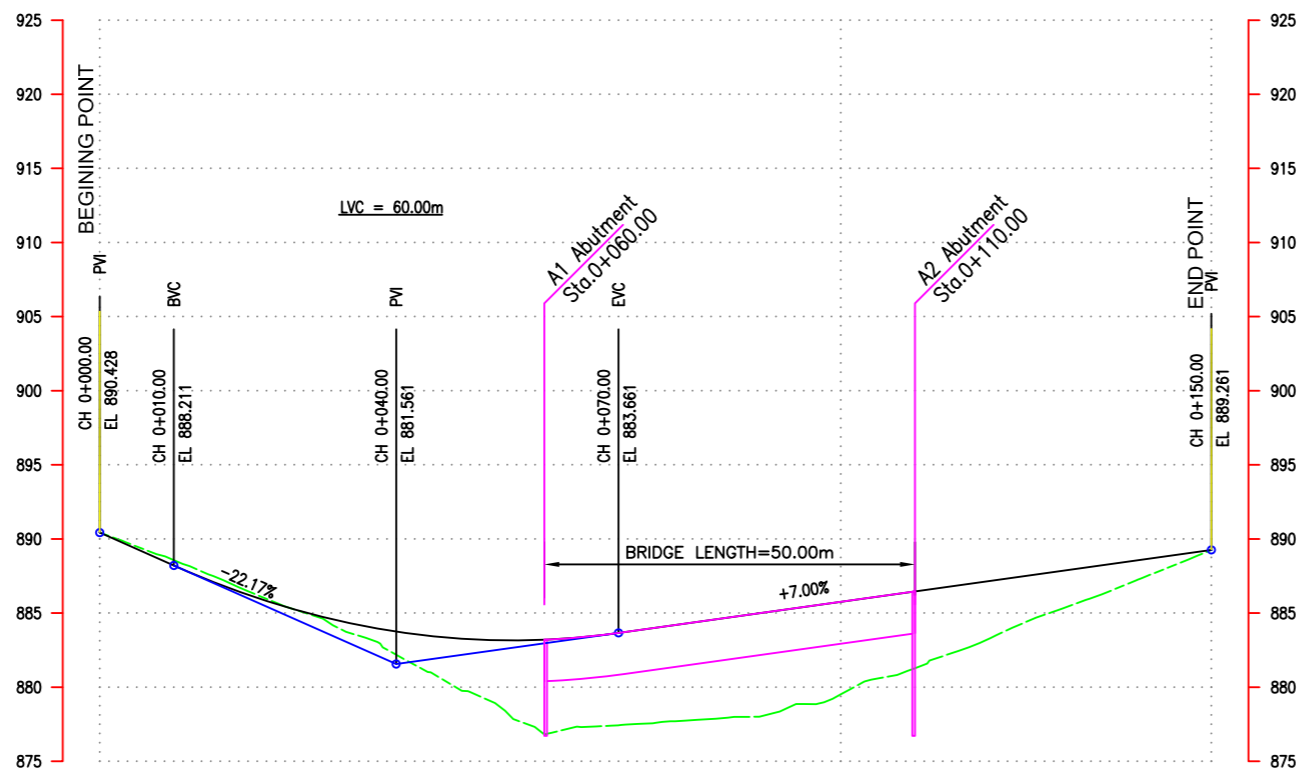 925
920
915
910
905
900
895
890
885
880
875
BEGINING POINT
PVI
CH 0+000.00
EL 890.428
BVC
CH 0+010.00
EL 888.211
-22.17%
LVC = 60.00m
PVI
CH 0+040.00
EL 881.561
A1 Abutment
Sta.0+060.00
EVC
CH 0+070.00
EL 883.661
BRIDGE LENGTH=50.00m
+7.00%
A2 Abutment
Sta.0+110.00
END POINT
PVI
CH 0+150.00
EL 889.261
925
920
915
910
905
900
895
890
885
880
875